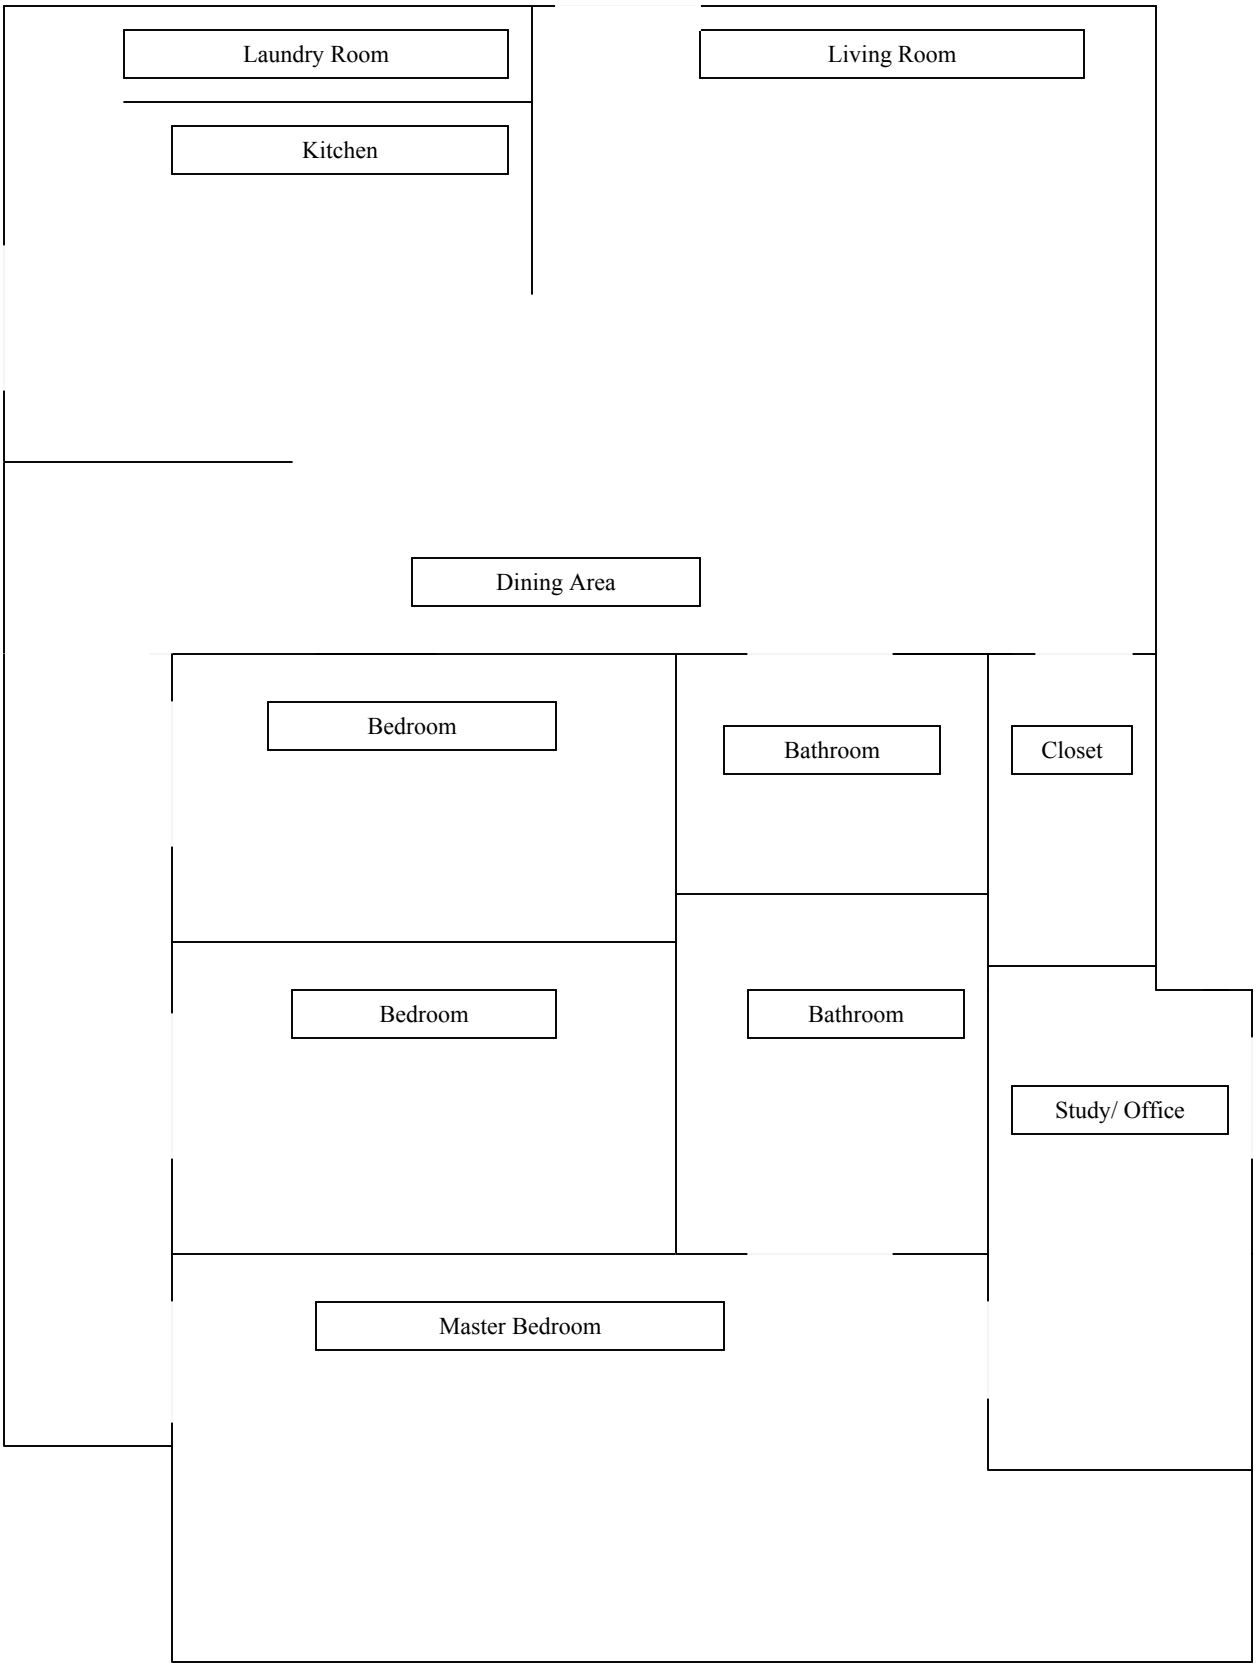 Laundry Room
Living Room
Kitchen
Dining Area
Bedroom
Bathroom
Closet
Bedroom
Bathroom
Study/ Office
Master Bedroom